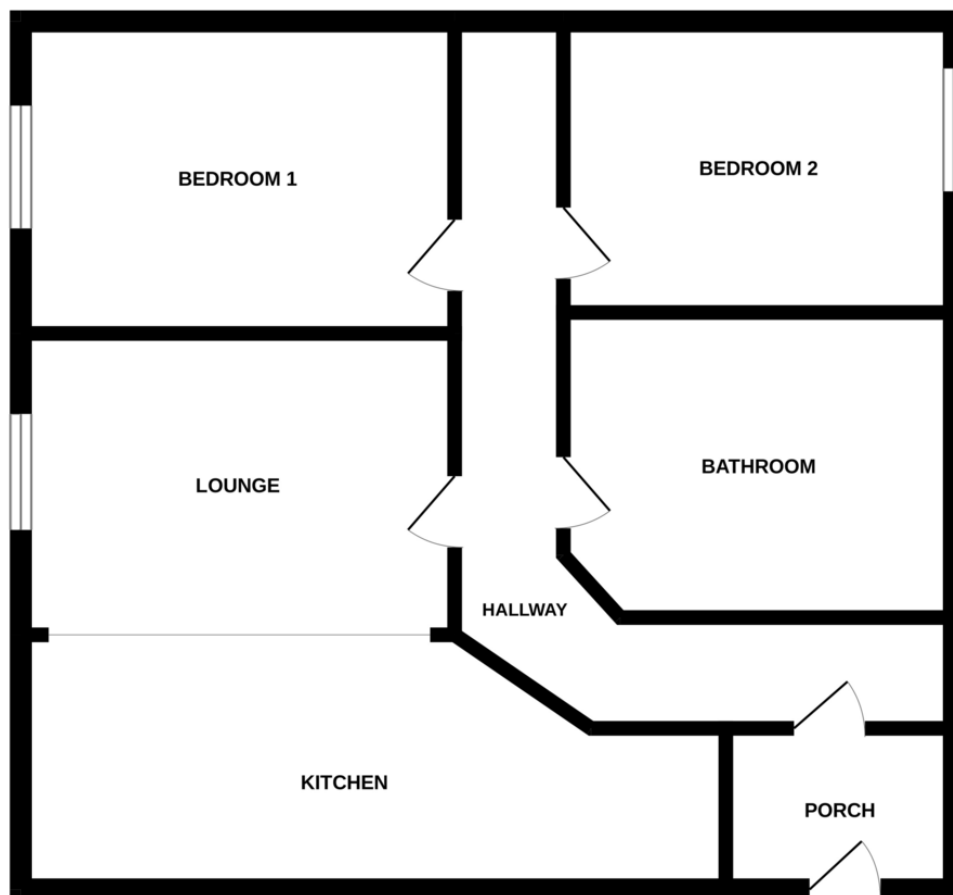 BEDROOM 1
BEDROOM 2
LOUNGE
BATHROOM
HALLWAY
KITCHEN
PORCH